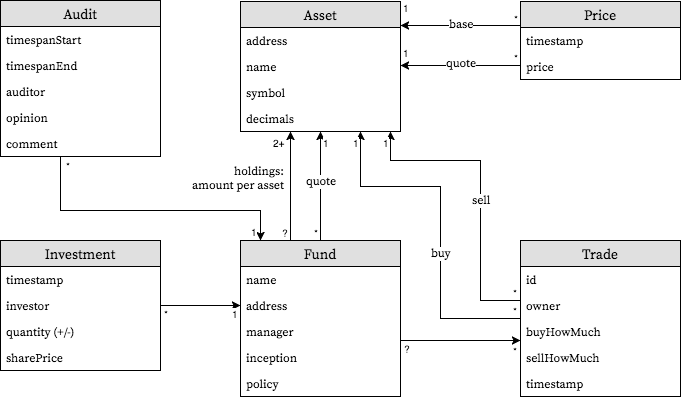 Audit
timespanStart
timespanEnd
auditor
opinion
comment
*
1
Asset
address
name
symbol
decimals
1
*
base
1
*
quote
Price
timestamp
price
2+
1
1
1
holdings:
amount per asset
quote
sell
buy
?
*
Investment
timestamp
investor
quantity (+/-)
sharePrice
*
1
Fund
name
address
manager
inception
policy
?
*
*
*
Trade
id
owner
buyHowMuch
sellHowMuch
timestamp